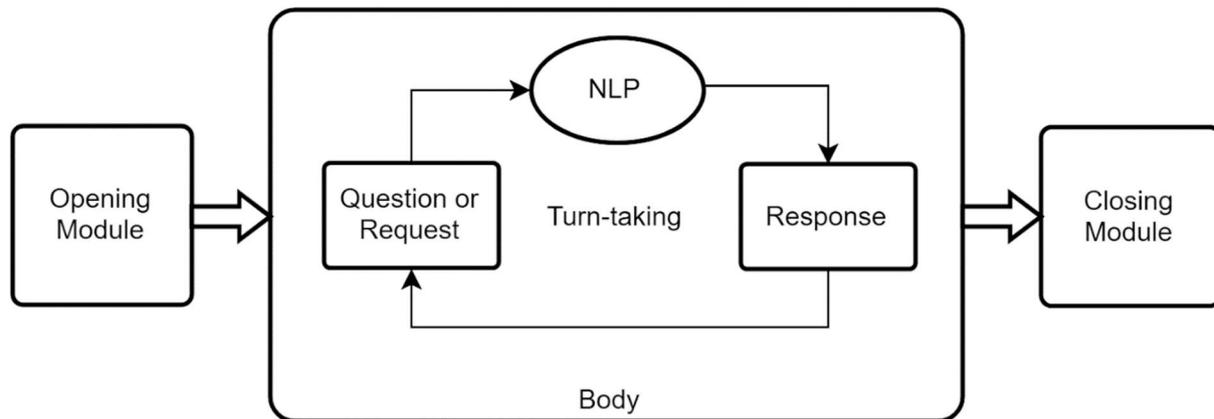 Opening
Module
NLP
Question or
Request
Turn-taking
Response
Body
Closing
Module